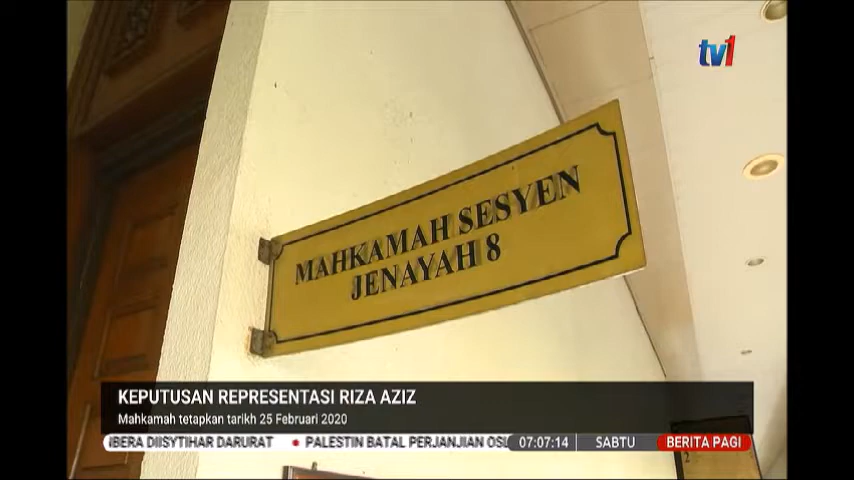 tv1
MAHKAMAH SESYEN
JENAYAH 8
KEPUTUSAN REPRESENTASI RIZA AZIZ
Mahkamah tetapkan tarikh 25 Februari 2020
IBERA DIISYTIHAR DARURAT • PALESTIN BATAL PERJANJIAN OSL 07:07:14 SABTU BERITA PAGI
2